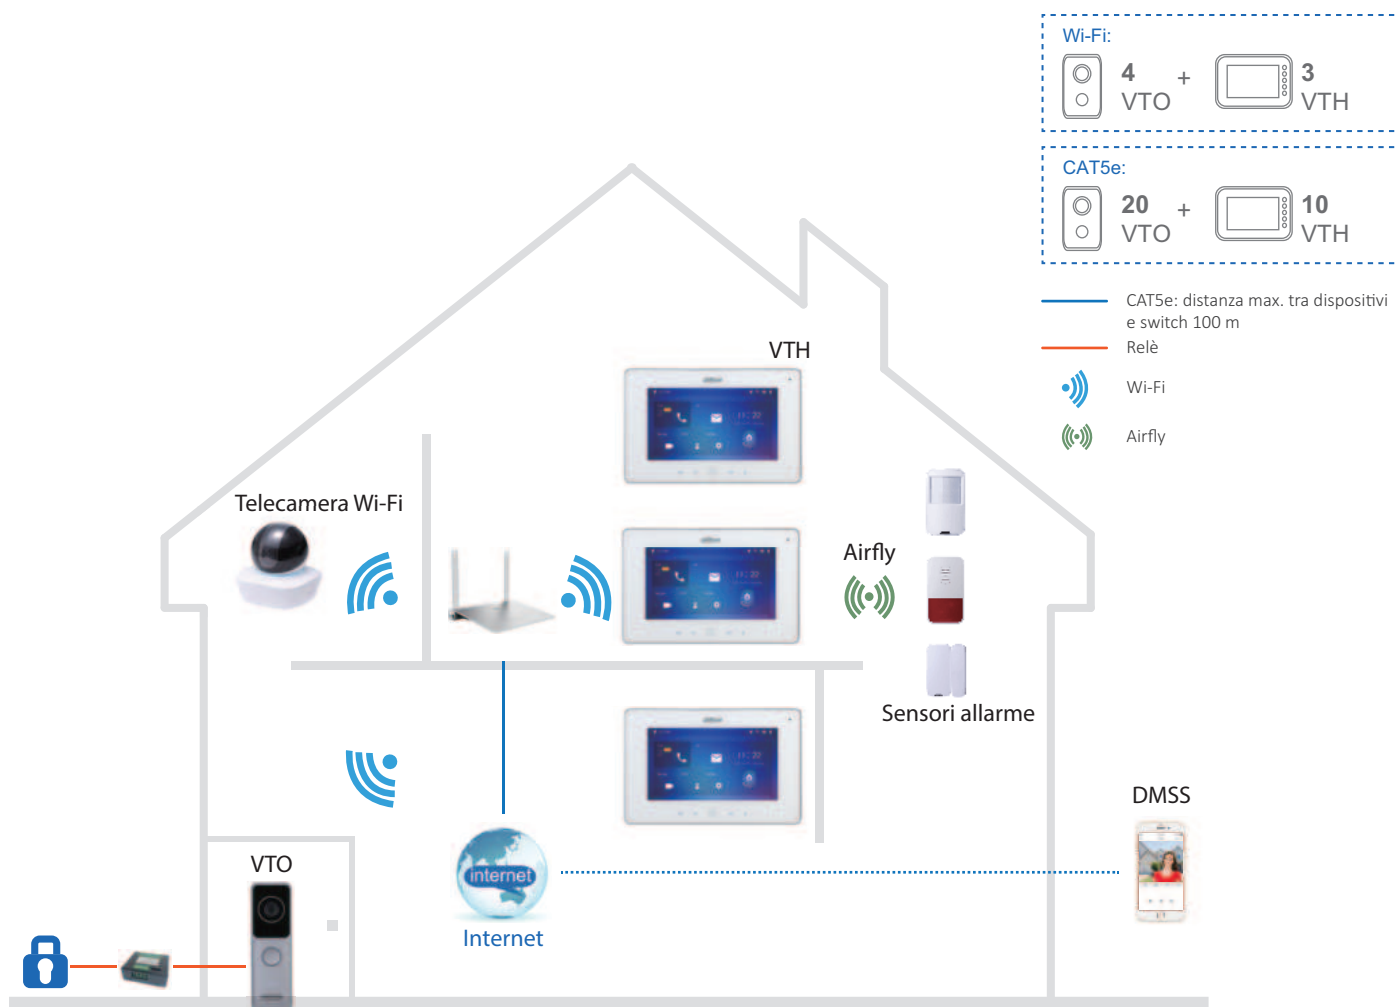 Wi-Fi:
4
VTO
+
3
VTH
CAT5e:
20
VTO
+
10
VTH
CAT5e: distanza max. tra dispositivi
e switch 100 m
Relè
Wi-Fi
Airfly
VTH
Telecamera Wi-Fi
Airfly
Sensori allarme
DMSS
VTO
internet
Internet